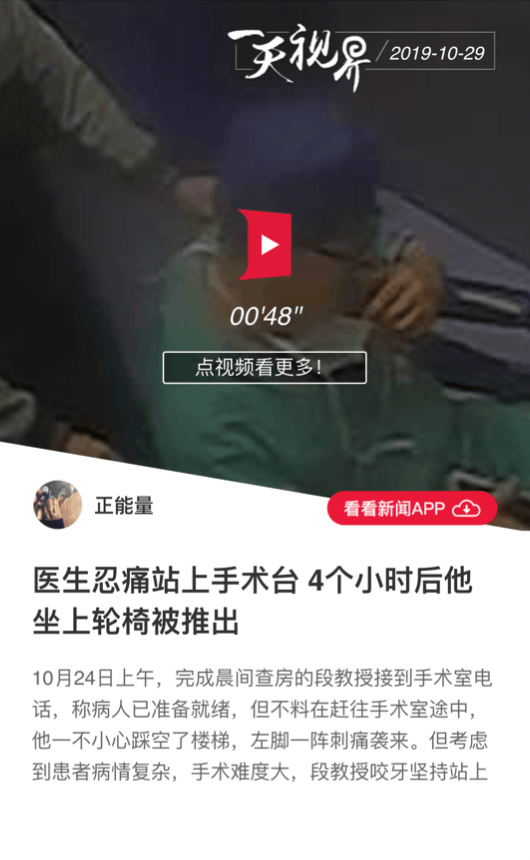 一天视界
2019-10-29
00'48"
点视频看更多!
正能量
看看新闻APP
医生忍痛站上手术台 4个小时后他
坐上轮椅被推出
10月24日上午，完成晨间查房的段教授接到手术室电
话，称病人已准备就绪，但不料在赶往手术室途中，
他一不小心踩空了楼梯，左脚一阵刺痛袭来。但考虑
到患者病情复杂，手术难度大，段教授咬牙坚持站上